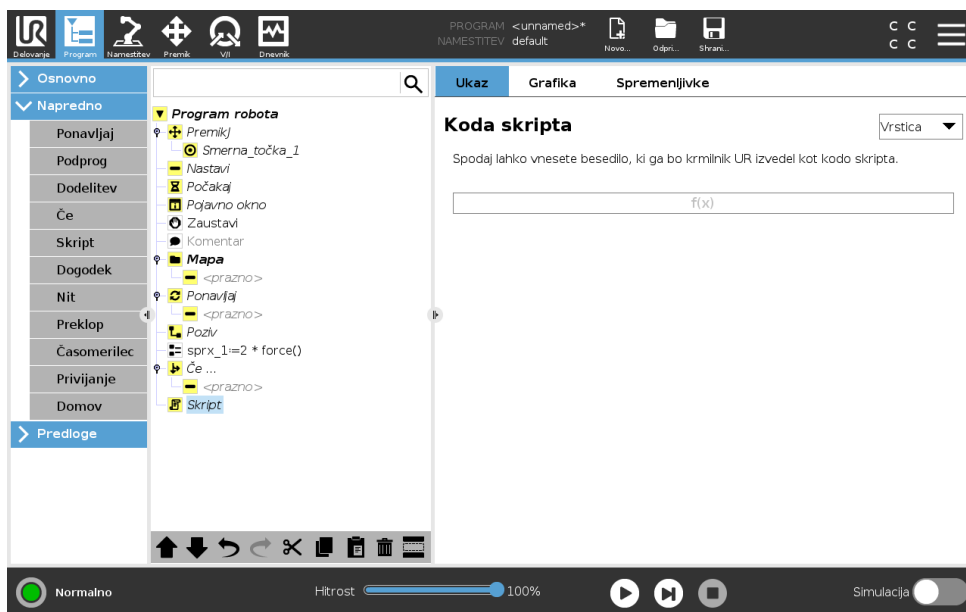 UR
PROGRAM <unnamed>*
NAMESTITEV default
C C
C C
Delovanje Program Namestitev Premik V/I Dnevnik Novo... Odpri... Shrani...
Osnovno
Napredno
Ponavljaj
Podprog
Dodelitev
Če
Skript
Dogodek
Nit
Preklop
Časomerilec
Privijanje
Domov
Predloge
Program robota
PremikJ
Smerna_točka_1
Nastavi
Počakaj
Pojavno okno
Zaustavi
Komentar
Mapa
<prazno>
Ponavljaj
<prazno>
Poziv
sprx_1:=2 * force()
Če ...
<prazno>
Skript
Ukaz Grafika Spremenljivke
Koda skripta
Vrstica
Spodaj lahko vnesete besedilo, ki ga bo krmilnik UR izvedel kot kodo skripta.
f(x)
Normalno
Hitrost 100%
Simulacija